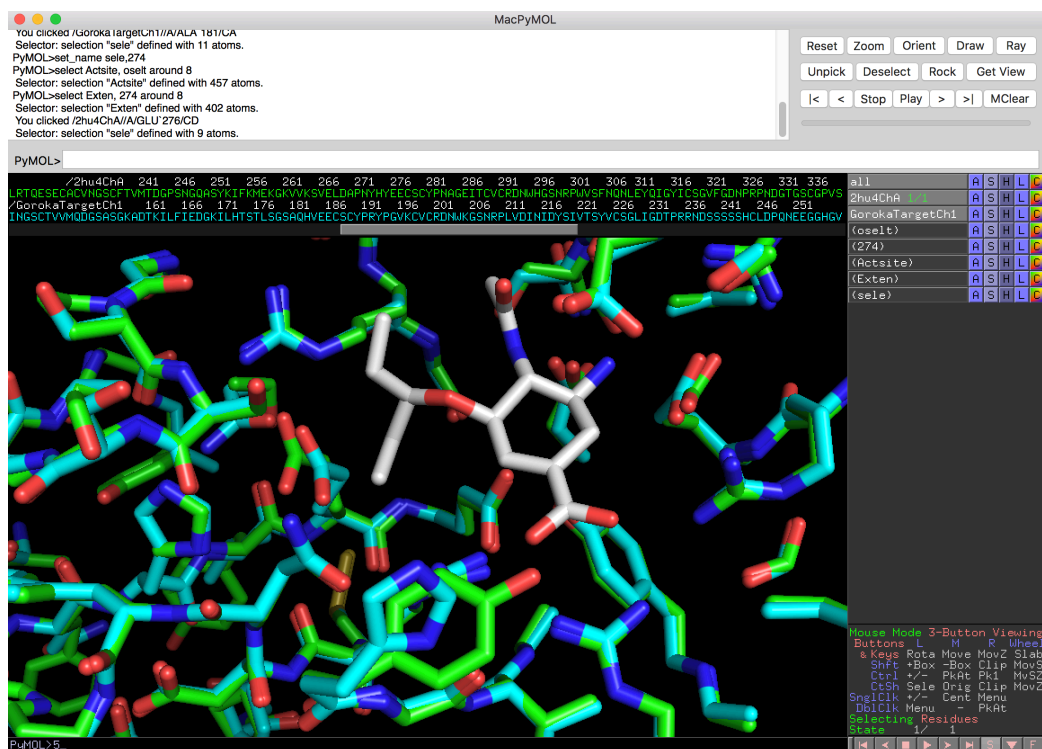 MacPyMOL
You clicked /GorokaTargetCh1//A/ALA`181/CA
Selector: selection "sele" defined with 11 atoms.
PyMOL>set_name sele,274
PyMOL>select Actsite, oselt around 8
Selector: selection "Actsite" defined with 457 atoms.
PyMOL>select Exten, 274 around 8
Selector: selection "Exten" defined with 402 atoms.
You clicked /2hu4ChA//A/GLU`276/CD
Selector: selection "sele" defined with 9 atoms.
Reset Zoom Orient Draw Ray
Unpick Deselect Rock Get View
|< < Stop Play > >| MClear
PyMOL>
/2hu4ChA 241 246 251 256 261 266 271 276 281 286 291 296 301 306 311 316 321 326 331 336
LRTQESECACVNGSCFTVMTDGPSNGQASYKIFKMEKGKVVKSVELDAPNYHYEECSCYPNAGEITCVCRDNWHGSNRPWVSFNQNLEYQIGYICSGVFGDNPRPNDGTGSCGPVS
/GorokaTargetCh1 161 166 171 176 181 186 191 196 201 206 211 216 221 226 231 236 241 246 251
INGSCTVVMQDGSASGKADTKILFIEDGKILHTSTLSGSAQHVEECSCYPRYPGVKCVCRDNWKGSNRPLVDINIDYSIVTSYVCSGLIGDTPRRNDSSSSSHCLDPQNEEGGHGV
all A S H L C
2hu4ChA 1/1 A S H L C
GorokaTargetCh1 A S H L C
(oselt) A S H L C
(274) A S H L C
(Actsite) A S H L C
(Exten) A S H L C
(sele) A S H L C
Mouse Mode 3-Button Viewing
Buttons L M R Wheel
& Keys Rota Move MovZ Slab
Shft +Box -Box Clip MovS
Ctrl +/- PkAt Pk1 MvSZ
CtSh Sele Orig Clip MovZ
SnglClk +/- Cent Menu
DblClk Menu - PkAt
Selecting Residues
State 1/ 1
PyMOL>5_
S F